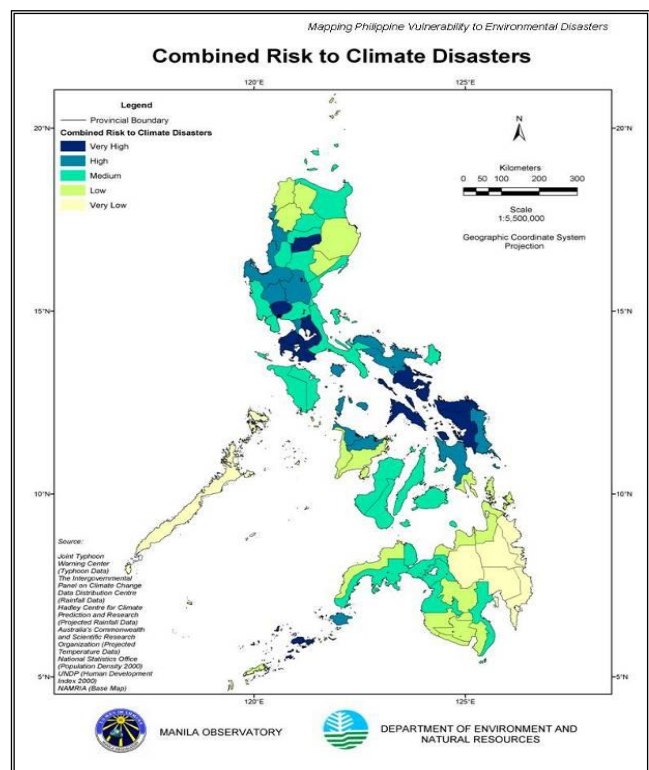 Mapping Philippine Vulnerability to Environmental Disasters
Combined Risk to Climate Disasters
120°E
125°E
Legend
Provincial Boundary
Combined Risk to Climate Disasters
Very High
High
Medium
Low
Very Low
N
Kilometers
0 50 100 200 300
Scale
1:5,500,000
Geographic Coordinate System
Projection
20°N
20°N
15°N
15°N
10°N
10°N
5°N
5°N
Source:
Joint Typhoon
Warning Center
(Typhoon Data)
The Intergovernmental
Panel on Climate Change
Data Distribution Centre
(Rainfall Data)
Hadley Centre for Climate
Prediction and Research
(Projected Rainfall Data)
Australia's Commonwealth
and Scientific Research
Organization (Projected
Temperature Data)
National Statistics Office
(Population Density 2000)
UNDP (Human Development
Index 2000)
NAMRIA (Base Map)
120°E
125°E
MANILA OBSERVATORY
DEPARTMENT OF ENVIRONMENT AND
NATURAL RESOURCES